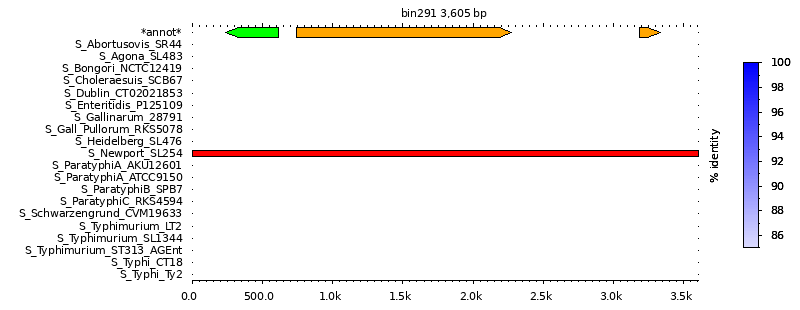 bin291 3,605 bp
*annot*
S_Abortusovis_SR44
S_Agona_SL483
S_Bongori_NCTC12419
S_Choleraesuis_SCB67
S_Dublin_CT02021853
S_Enteritidis_P125109
S_Gallinarum_28791
S_Gall_Pullorum_RKS5078
S_Heidelberg_SL476
S_Newport_SL254
S_ParatyphiA_AKU12601
S_ParatyphiA_ATCC9150
S_ParatyphiB_SPB7
S_ParatyphiC_RKS4594
S_Schwarzengrund_CVM19633
S_Typhimurium_LT2
S_Typhimurium_SL1344
S_Typhimurium_ST313_AGEnt
S_Typhi_CT18
S_Typhi_Ty2
0.0 500.0 1.0k 1.5k 2.0k 2.5k 3.0k 3.5k
% identity
100
98
96
94
92
90
88
86